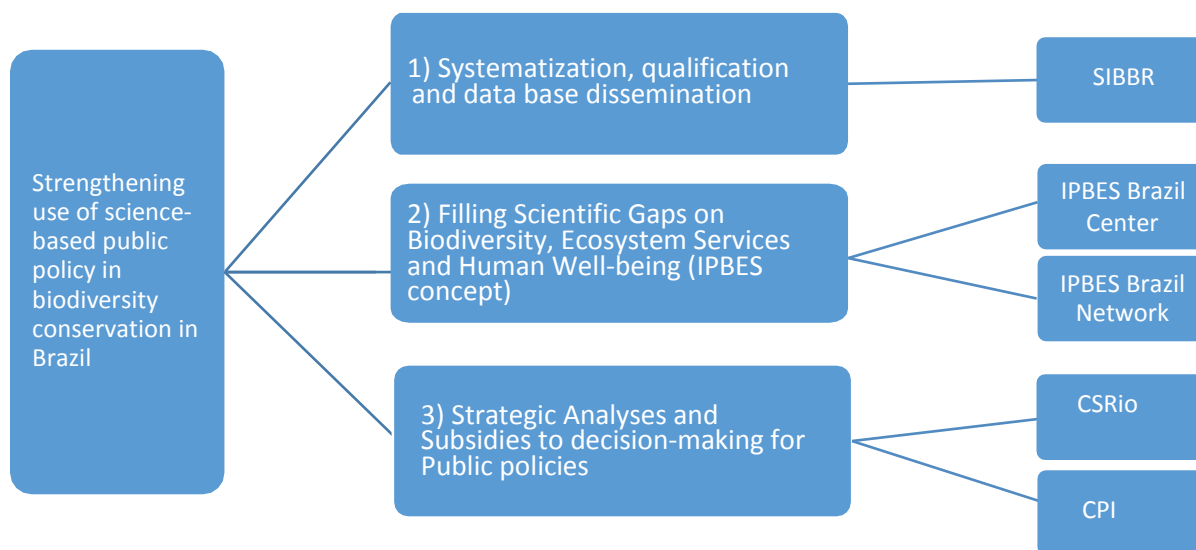 Strengthening
use of science-
based public
policy in
biodiversity
conservation in
Brazil
1) Systematization, qualification
and data base dissemination
SIBBR
2) Filling Scientific Gaps on
Biodiversity, Ecosystem Services
and Human Well-being (IPBES
concept)
IPBES Brazil
Center
IPBES Brazil
Network
3) Strategic Analyses and
Subsidies to decision-making for
Public policies
CSRio
CPI